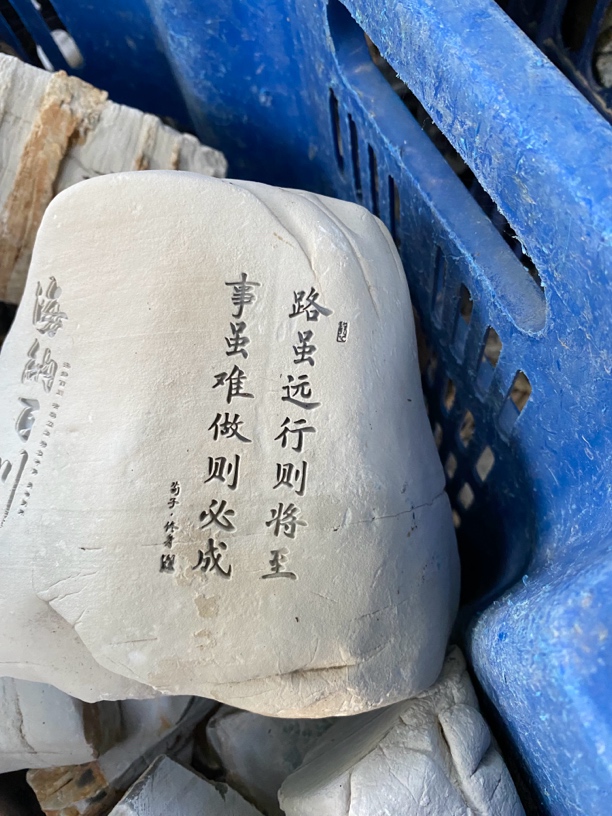 路虽远行则将至
事虽难做则必成
荀子·修身
海纳百川